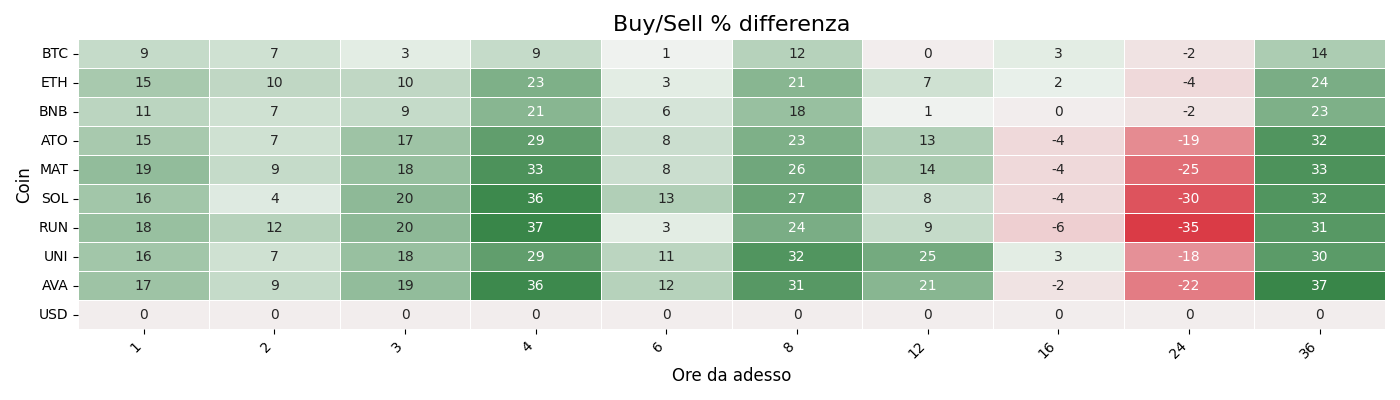 Buy/Sell % differenza
Coin
BTC 9 7 3 9 1 12 0 3 -2 14
ETH 15 10 10 23 3 21 7 2 -4 24
BNB 11 7 9 21 6 18 1 0 -2 23
ATO 15 7 17 29 8 23 13 -4 -19 32
MAT 19 9 18 33 8 26 14 -4 -25 33
SOL 16 4 20 36 13 27 8 -4 -30 32
RUN 18 12 20 37 3 24 9 -6 -35 31
UNI 16 7 18 29 11 32 25 3 -18 30
AVA 17 9 19 36 12 31 21 -2 -22 37
USD 0 0 0 0 0 0 0 0 0 0
1 2 3 4 6 8 12 16 24 36
Ore da adesso